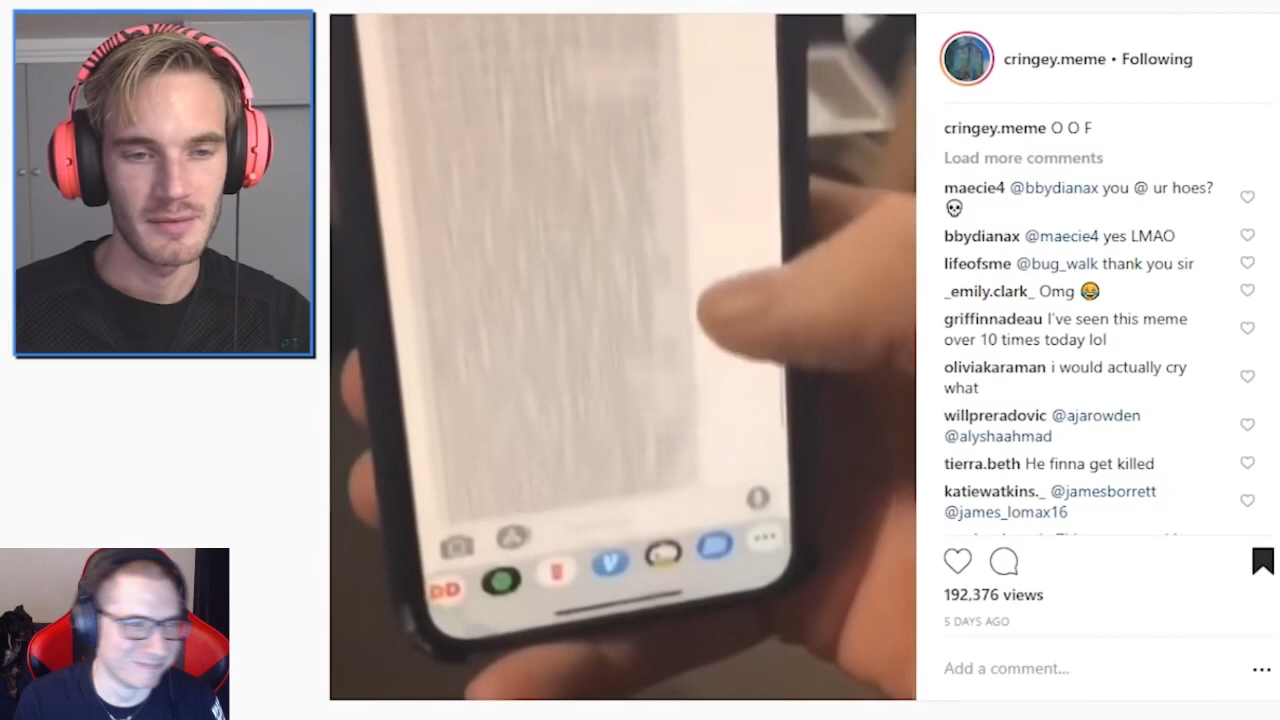 cringey.meme • Following
cringey.meme O O F
Load more comments
maecie4 @bbydianax you @ ur hoes?
💀
bbydianax @maecie4 yes LMAO
lifeofsme @bug_walk thank you sir
_emily.clark_ Omg 😂
griffinnadeau I've seen this meme
over 10 times today lol
oliviakaraman i would actually cry
what
willpreradovic @ajarowden
@alyshaahmad
tierra.beth He finna get killed
katiewatkins._ @jamesborrett
@james_lomax16
192,376 views
5 DAYS AGO
Add a comment...
DD